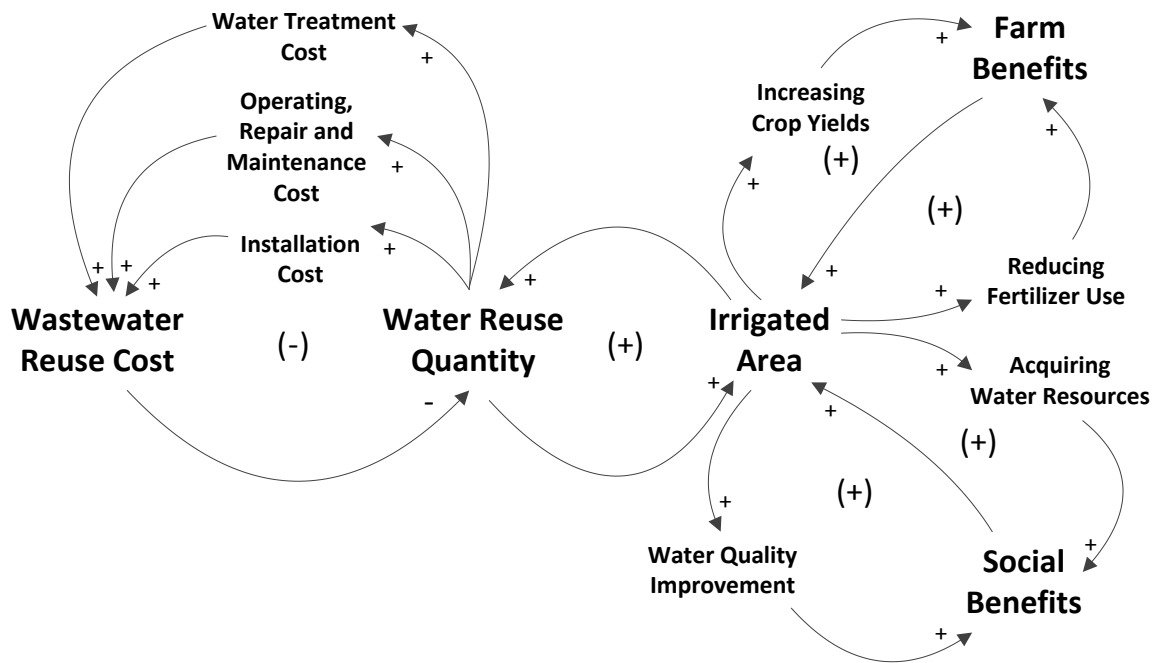 Water Treatment
Cost
+
Operating,
Repair and
Maintenance
Cost
+
Installation
Cost
+
+
+
+
Wastewater
Reuse Cost
(-)
Water Reuse
Quantity
-
(+)
+
+
Irrigated
Area
Increasing
Crop Yields
+
+
(+)
Farm
Benefits
+
(+)
+
Reducing
Fertilizer Use
+
Acquiring
Water Resources
+
(+)
+
(+)
+
Water Quality
Improvement
+
Social
Benefits
+